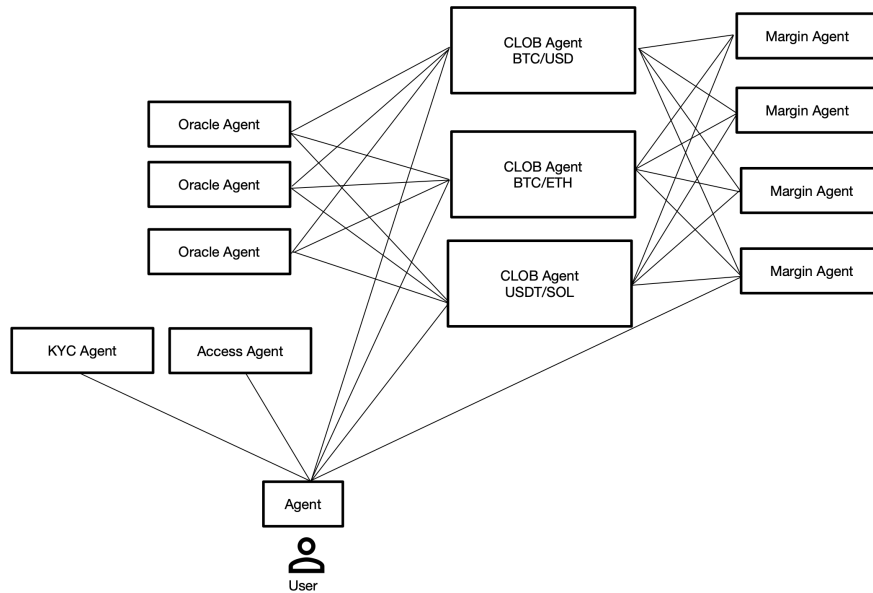 CLOB Agent
BTC/USD
Margin Agent
Oracle Agent
Margin Agent
Oracle Agent
CLOB Agent
BTC/ETH
Margin Agent
Oracle Agent
CLOB Agent
USDT/SOL
Margin Agent
KYC Agent
Access Agent
Agent
User